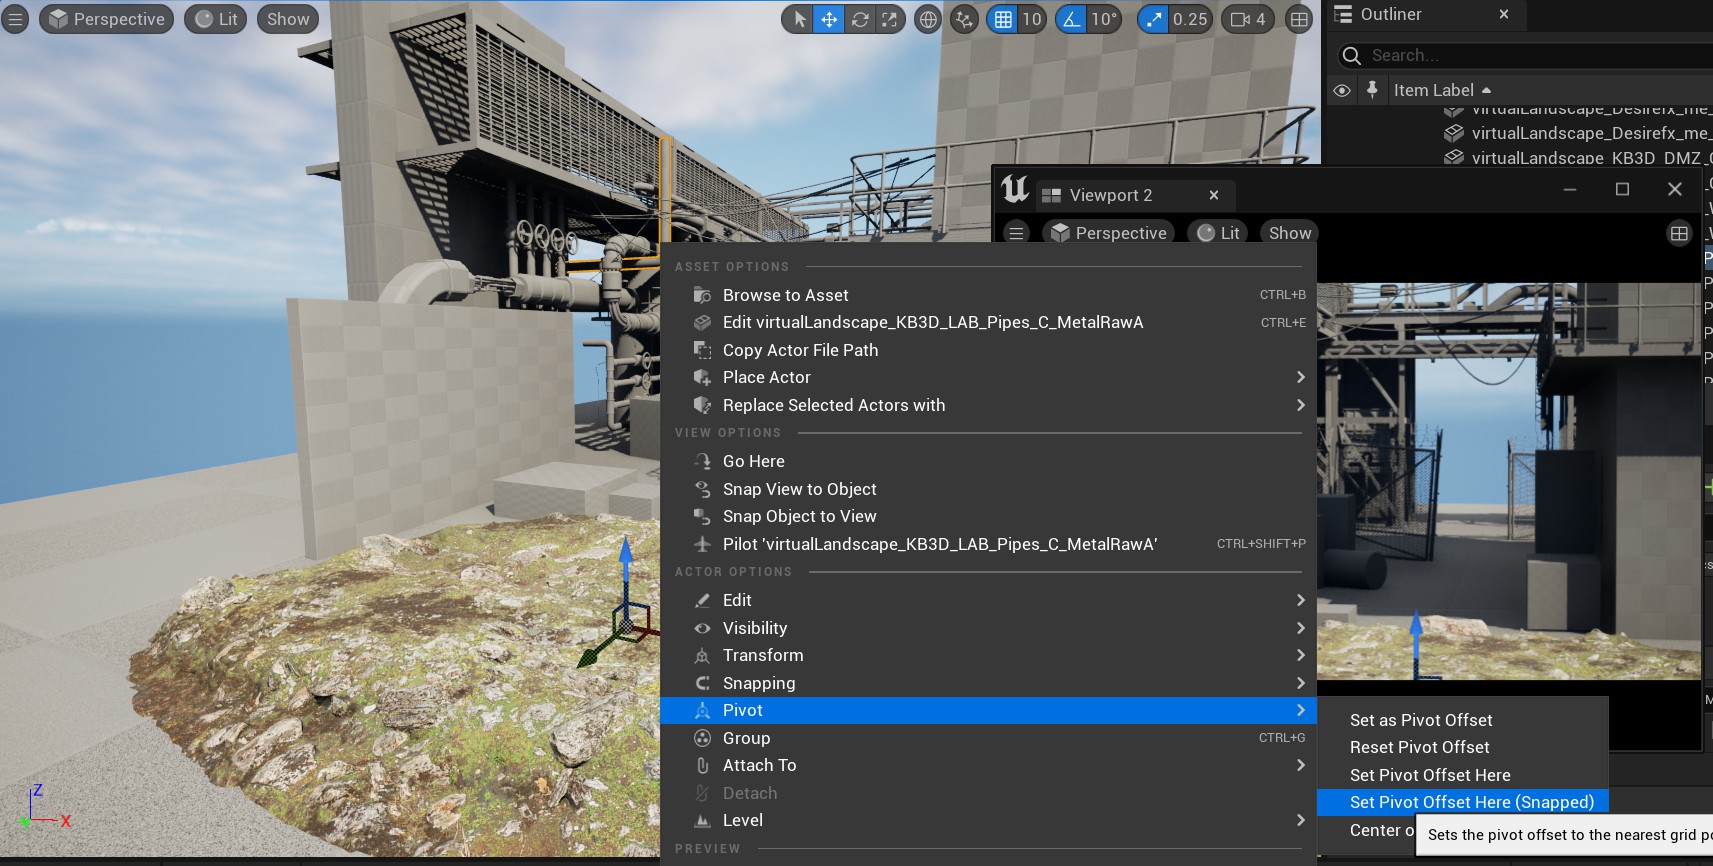 Perspective
Lit
Show
10
10°
0.25
4
Outliner
Search...
Item Label
virtualLandscape_Desirefx_me_
virtualLandscape_Desirefx_me_
virtualLandscape_KB3D_DMZ_
Viewport 2
Perspective
Lit
Show
ASSET OPTIONS
Browse to Asset CTRL+B
Edit virtualLandscape_KB3D_LAB_Pipes_C_MetalRawA CTRL+E
Copy Actor File Path
Place Actor
Replace Selected Actors with
VIEW OPTIONS
Go Here
Snap View to Object
Snap Object to View
Pilot 'virtualLandscape_KB3D_LAB_Pipes_C_MetalRawA' CTRL+SHIFT+P
ACTOR OPTIONS
Edit
Visibility
Transform
Snapping
Pivot
Group CTRL+G
Attach To
Detach
Level
PREVIEW
Set as Pivot Offset
Reset Pivot Offset
Set Pivot Offset Here
Set Pivot Offset Here (Snapped)
Center
Sets the pivot offset to the nearest grid
Z
X